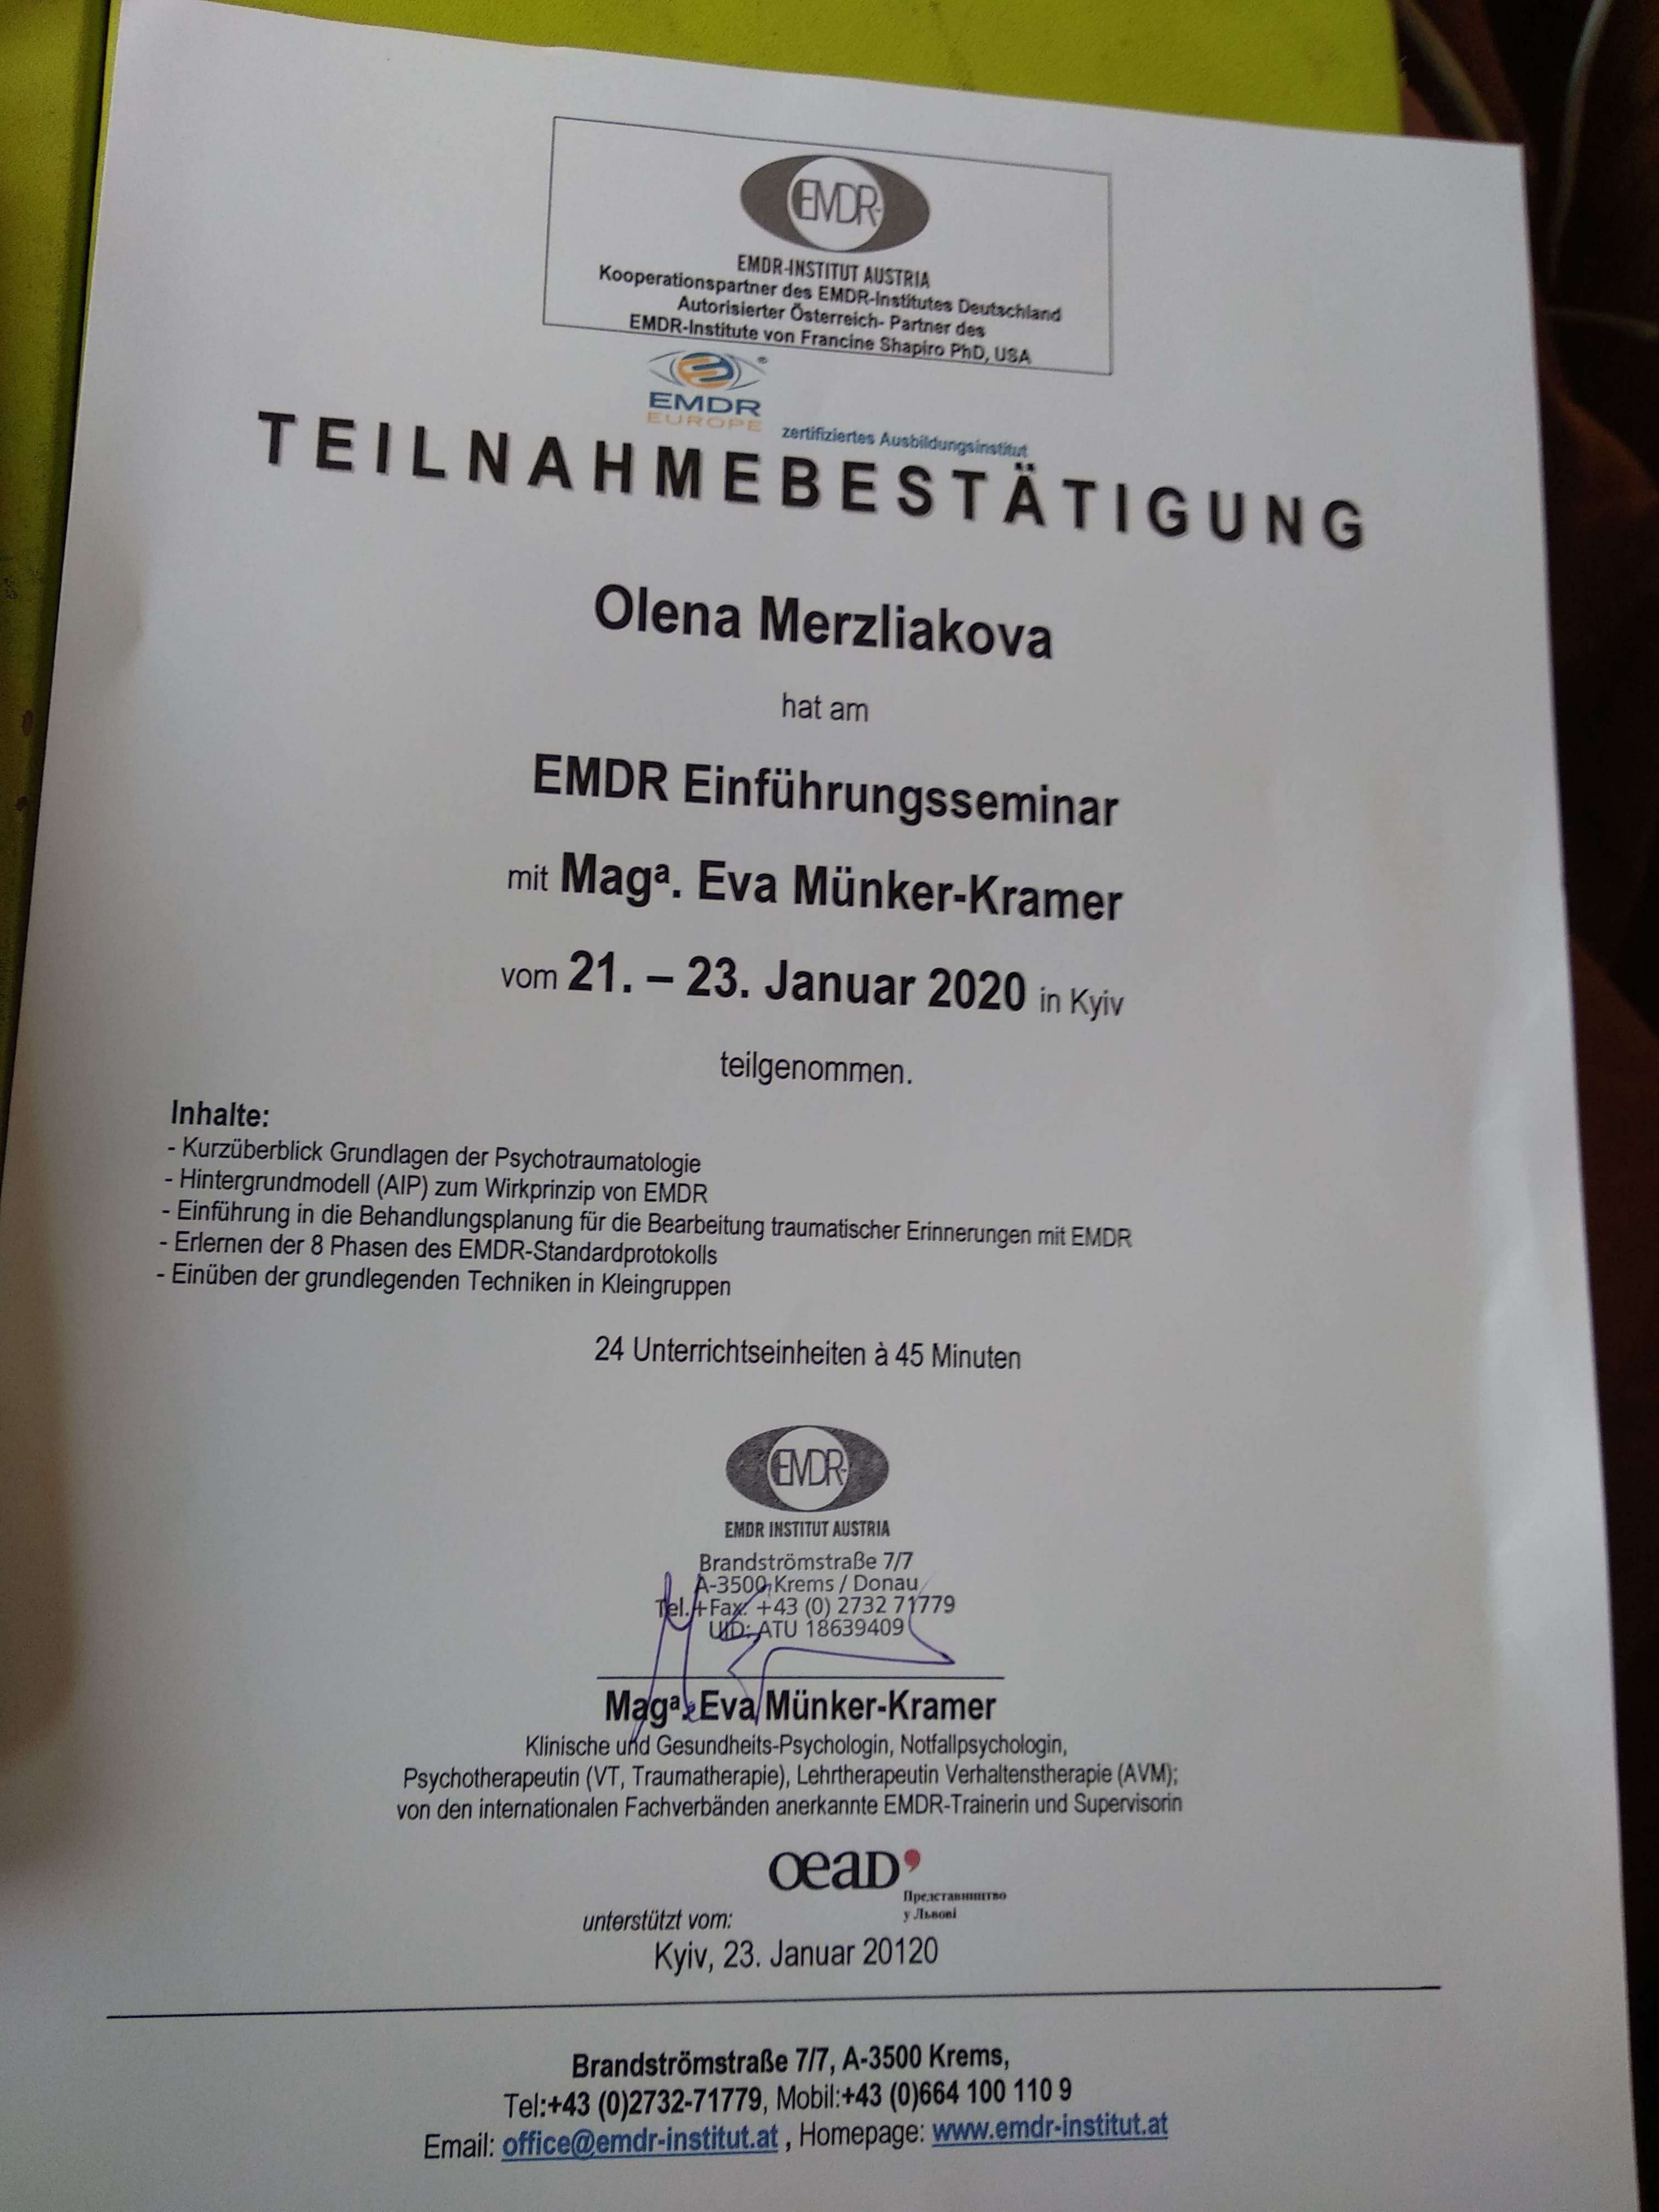 EMDR
EMDR-INSTITUT AUSTRIA
Kooperationspartner des EMDR-Institutes Deutschland
Autorisierter Österreich- Partner des
EMDR-Institute von Francine Shapiro PhD, USA
EMDR
EUROPE
zertifiziertes Ausbildungsinstitut
TEILNAHMEBESTÄTIGUNG
Olena Merzliakova
hat am
EMDR Einführungsseminar
mit Magª. Eva Münker-Kramer
vom 21. – 23. Januar 2020 in Kyiv
teilgenommen.
Inhalte:
- Kurzüberblick Grundlagen der Psychotraumatologie
- Hintergrundmodell (AIP) zum Wirkprinzip von EMDR
- Einführung in die Behandlungsplanung für die Bearbeitung traumatischer Erinnerungen mit EMDR
- Erlernen der 8 Phasen des EMDR-Standardprotokolls
- Einüben der grundlegenden Techniken in Kleingruppen
24 Unterrichtseinheiten à 45 Minuten
EMDR
EMDR INSTITUT AUSTRIA
Brandströmstraße 7/7
A-3500 Krems / Donau
Tel.+Fax: +43 (0) 2732 71779
UID: ATU 18639409
Magª. Eva Münker-Kramer
Klinische und Gesundheits-Psychologin, Notfallpsychologin,
Psychotherapeutin (VT, Traumatherapie), Lehrtherapeutin Verhaltenstherapie (AVM);
von den internationalen Fachverbänden anerkannte EMDR-Trainerin und Supervisorin
OeAD'
Представництво
у Львові
unterstützt vom:
Kyiv, 23. Januar 20120
Brandströmstraße 7/7, A-3500 Krems,
Tel:+43 (0)2732-71779, Mobil:+43 (0)664 100 110 9
Email: office@emdr-institut.at , Homepage: www.emdr-institut.at